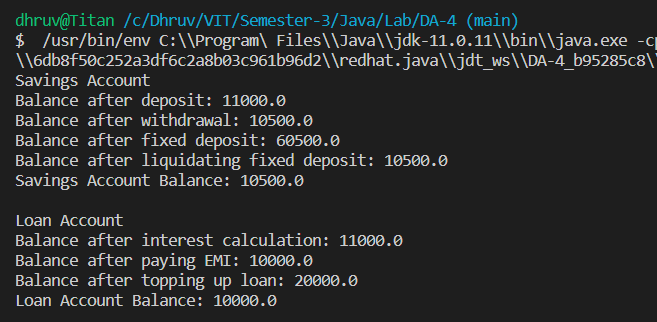 dhruv@Titan /c/Dhruv/VIT/Semester-3/Java/Lab/DA-4 (main)
$ /usr/bin/env C:\\Program\ Files\\Java\\jdk-11.0.11\\bin\\java.exe -cp
\\6db8f50c252a3df6c2a8b03c961b96d2\\redhat.java\\jdt_ws\\DA-4_b95285c8\\
Savings Account
Balance after deposit: 11000.0
Balance after withdrawal: 10500.0
Balance after fixed deposit: 60500.0
Balance after liquidating fixed deposit: 10500.0
Savings Account Balance: 10500.0

Loan Account
Balance after interest calculation: 11000.0
Balance after paying EMI: 10000.0
Balance after topping up loan: 20000.0
Loan Account Balance: 10000.0